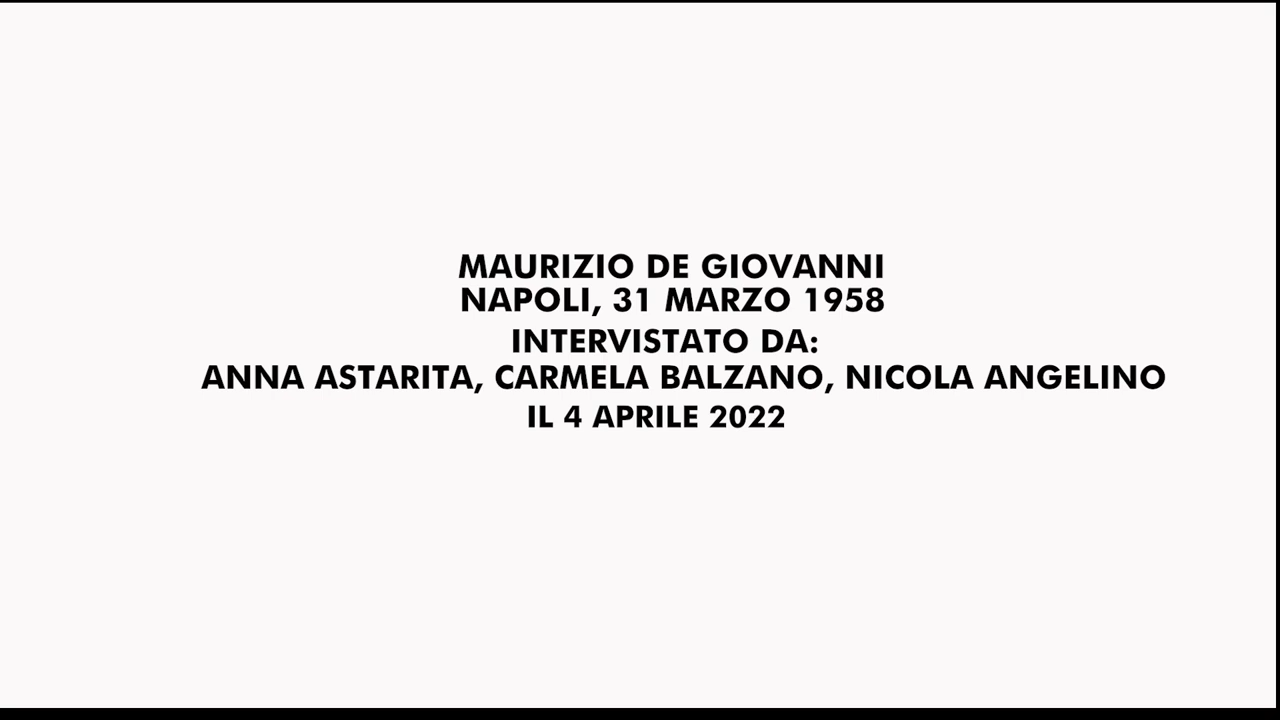 MAURIZIO DE GIOVANNI
NAPOLI, 31 MARZO 1958
INTERVISTATO DA:
ANNA ASTARITA, CARMELA BALZANO, NICOLA ANGELINO
IL 4 APRILE 2022